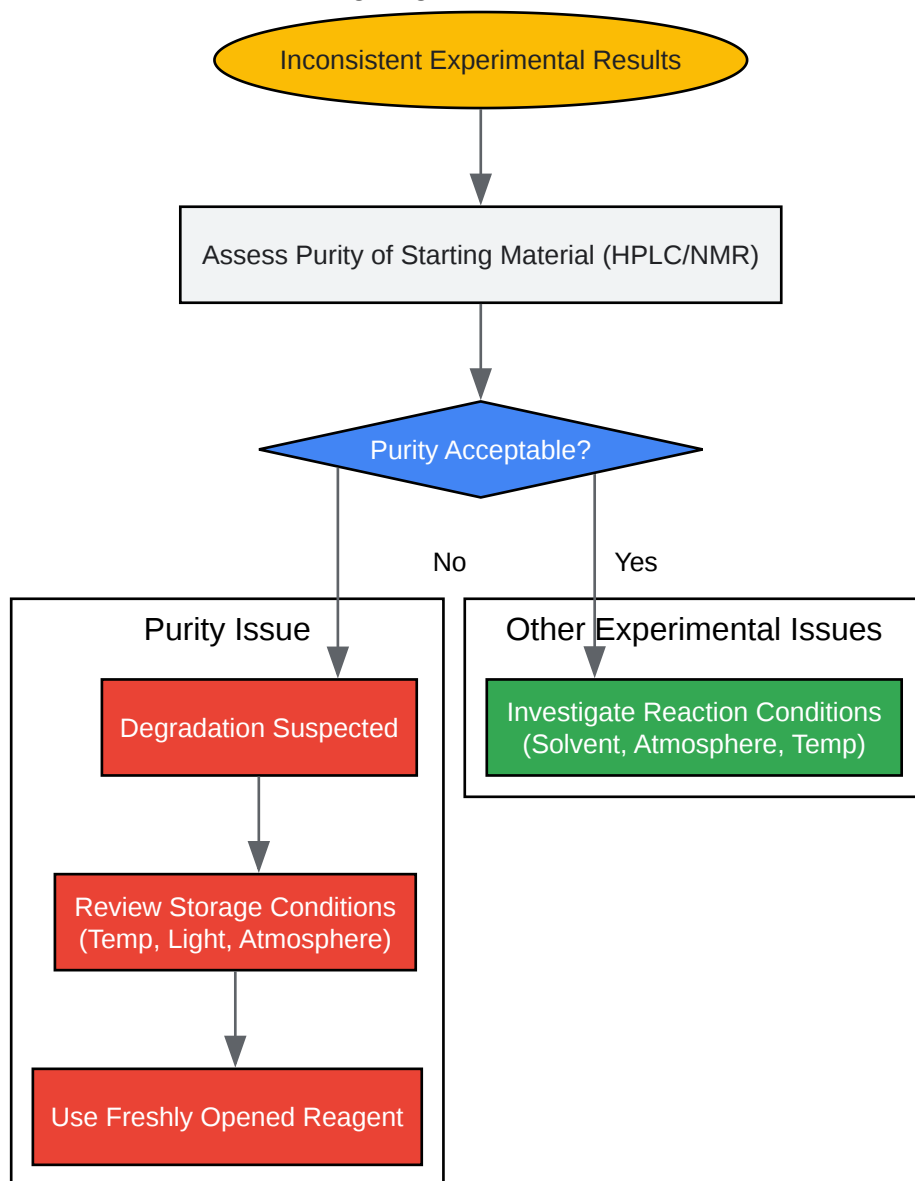 Inconsistent Experimental Results
Assess Purity of Starting Material (HPLC/NMR)
Purity Acceptable?
No
Yes
Purity Issue
Degradation Suspected
Review Storage Conditions
(Temp, Light, Atmosphere)
Use Freshly Opened Reagent
Other Experimental Issues
Investigate Reaction Conditions
(Solvent, Atmosphere, Temp)